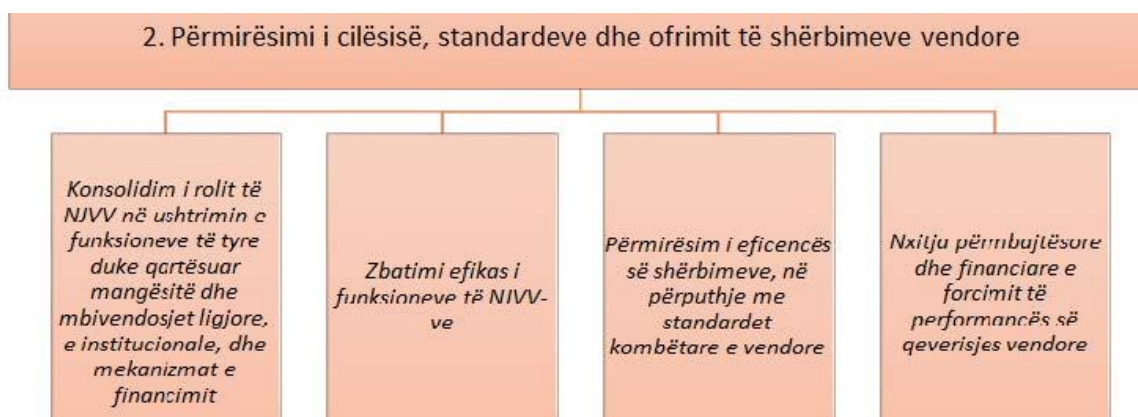 2. Përmirësimi i cilësisë, standardeve dhe ofrimit të shërbimeve vendore
Konsolidim i rolit të
NJVV në ushtrimin e
funksioneve të tyre
duke qartësuar
mangësitë dhe
mbivendosjet ligjore,
e institucionale, dhe
mekanizmat e
financimit
Zbatimi efikas i
funksioneve të NJVV-
ve
Përmirësim i eficencës
së shërbimeve, në
përputhje me
standardet
kombëtare e vendore
Nxitja përmbajtësore
dhe financiare e
forcimit të
performancës së
qeverisjes vendore